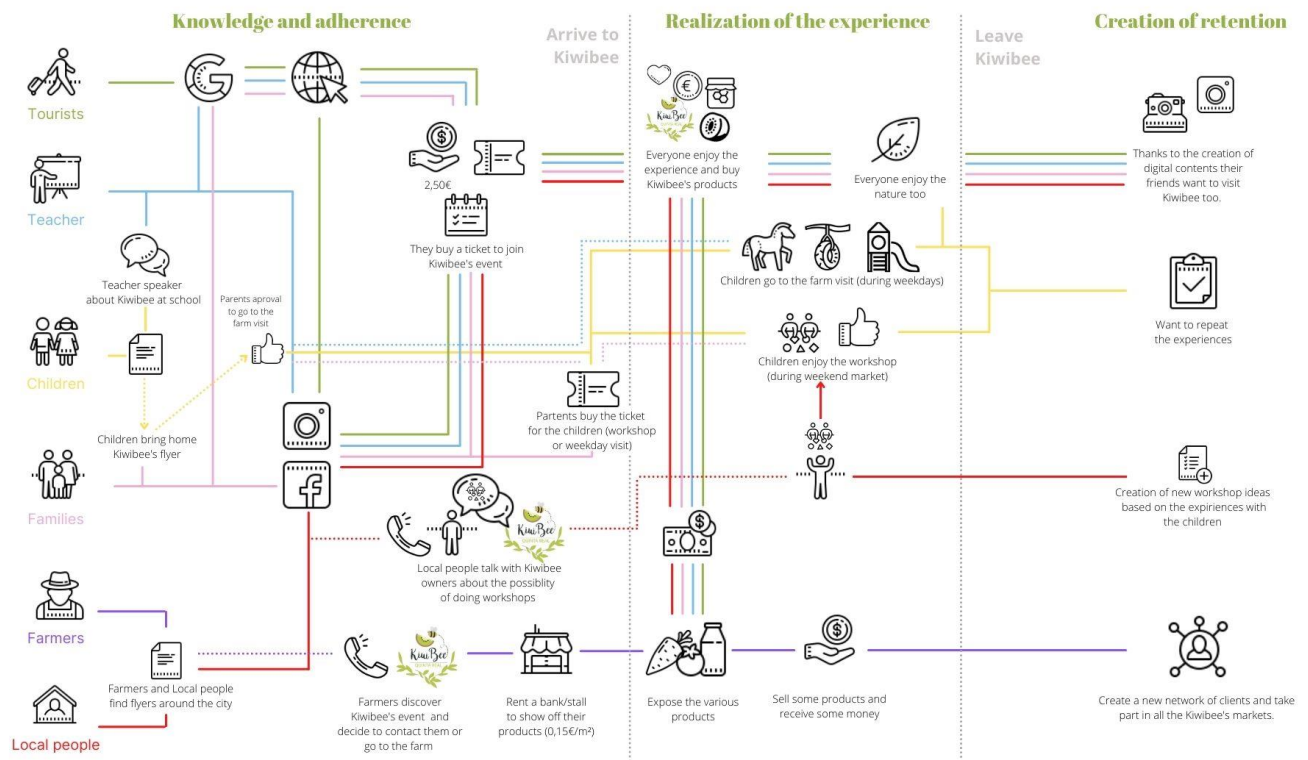 Knowledge and adherence
Realization of the experience
Creation of retention
Arrive to
Kiwibee
Leave
Kiwibee
Tourists
2,50€
They buy a ticket to join
Kiwibee's event
KiwiBee
Everyone enjoy the
experience and buy
Kiwibee's products
Everyone enjoy the
nature too
Thanks to the creation of
digital contents their
friends want to visit
Kiwibee too.
Teacher
Teacher speaker
about Kiwibee at school
Parents aproval
to go to the
farm visit
Children go to the farm visit (during weekdays)
Children
Want to repeat
the experiences
Children enjoy the workshop
(during weekend market)
Partents buy the ticket
for the children (workshop
or weekday visit)
Children bring home
Kiwibee's flyer
Families
KiwiBee
Local people talk with Kiwibee
owners about the possiblity
of doing workshops
Creation of new workshop ideas
based on the expiriences with
the children
Farmers
Farmers and Local people
find flyers around the city
KiwiBee
Farmers discover
Kiwibee's event and
decide to contact them or
go to the farm
Rent a bank/stall
to show off their
products (0,15€/m²)
Expose the various
products
Sell some products and
receive some money
Create a new network of clients and take
part in all the Kiwibee's markets.
Local people